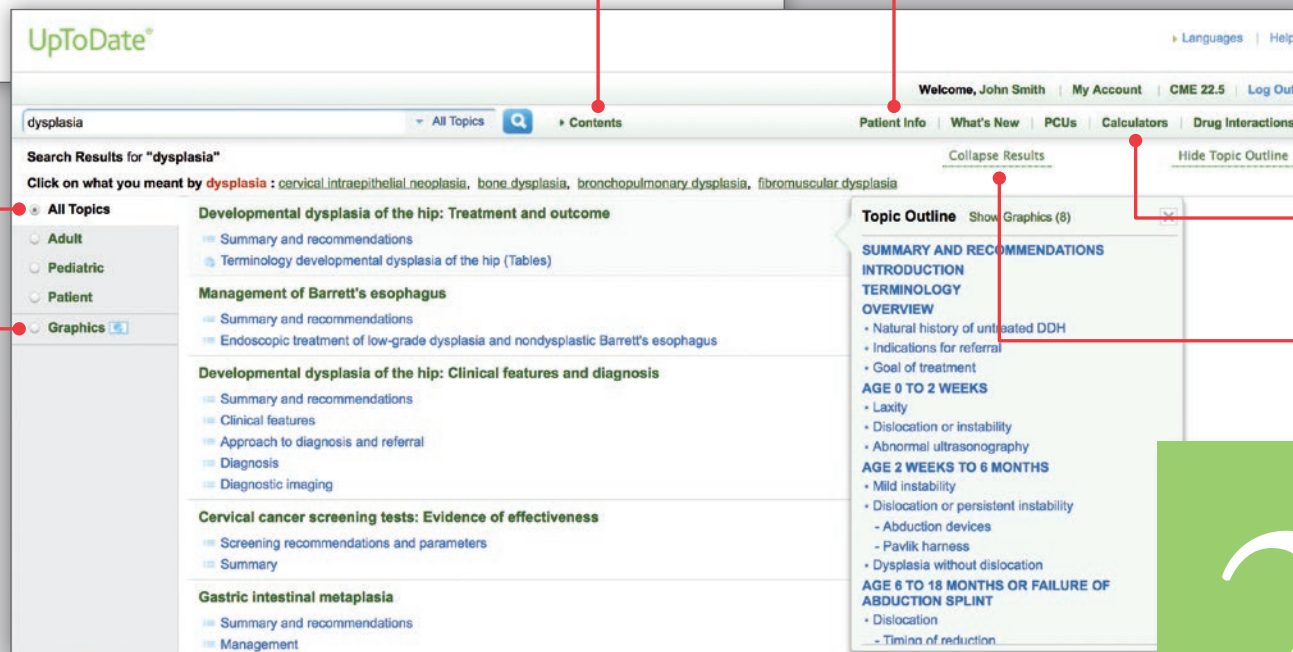 UpToDate®
Languages | Help
Welcome, John Smith | My Account | CME 22.5 | Log Out
dysplasia All Topics Contents Patient Info | What's New | PCUs | Calculators | Drug Interactions
Search Results for "dysplasia" Collapse Results Hide Topic Outline
Click on what you meant by dysplasia : cervical intraepithelial neoplasia, bone dysplasia, bronchopulmonary dysplasia, fibromuscular dysplasia
All Topics
Adult
Pediatric
Patient
Graphics
Developmental dysplasia of the hip: Treatment and outcome
Summary and recommendations
Terminology developmental dysplasia of the hip (Tables)
Management of Barrett's esophagus
Summary and recommendations
Endoscopic treatment of low-grade dysplasia and nondysplastic Barrett's esophagus
Developmental dysplasia of the hip: Clinical features and diagnosis
Summary and recommendations
Clinical features
Approach to diagnosis and referral
Diagnosis
Diagnostic imaging
Cervical cancer screening tests: Evidence of effectiveness
Screening recommendations and parameters
Summary
Gastric intestinal metaplasia
Summary and recommendations
Management
Topic Outline Show Graphics (8)
SUMMARY AND RECOMMENDATIONS
INTRODUCTION
TERMINOLOGY
OVERVIEW
• Natural history of untreated DDH
• Indications for referral
• Goal of treatment
AGE 0 TO 2 WEEKS
• Laxity
• Dislocation or instability
• Abnormal ultrasonography
AGE 2 WEEKS TO 6 MONTHS
• Mild instability
• Dislocation or persistent instability
- Abduction devices
- Pavlik harness
• Dysplasia without dislocation
AGE 6 TO 18 MONTHS OR FAILURE OF
ABDUCTION SPLINT
• Dislocation
- Timing of reduction